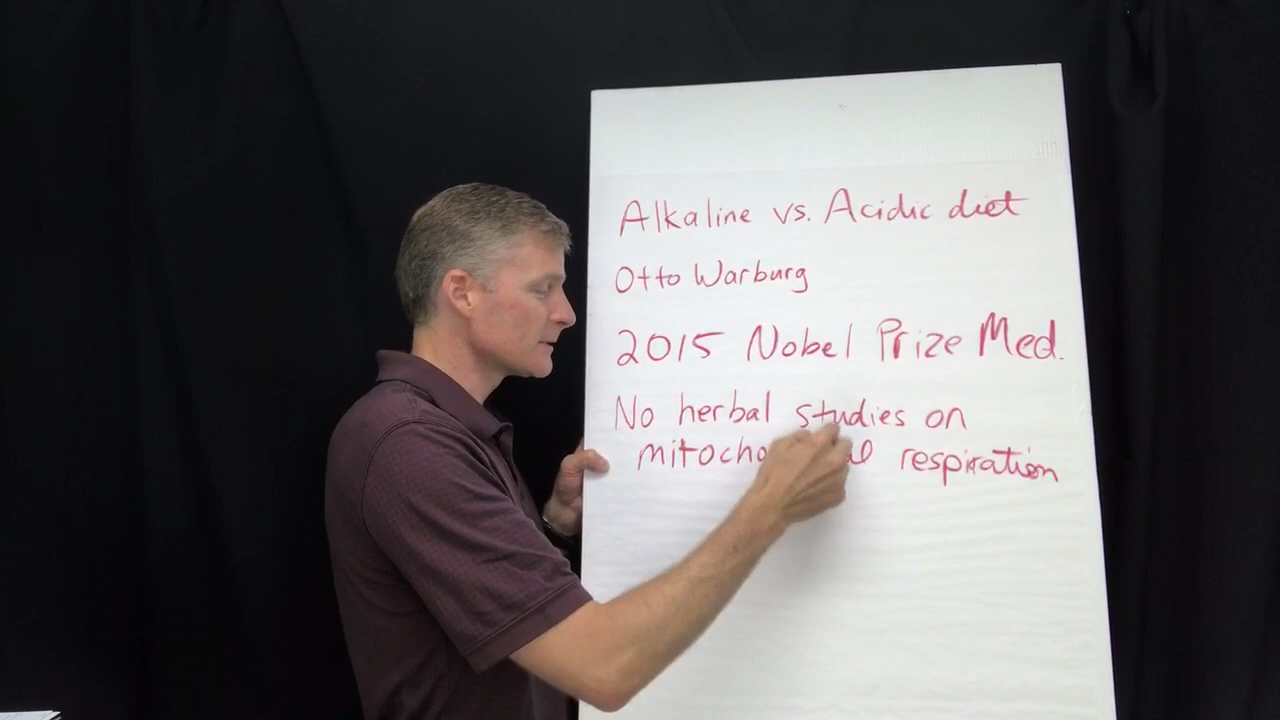 Alkaline vs. Acidic diet
Otto Warburg
2015 Nobel Prize Med.
No herbal studies on
respiration